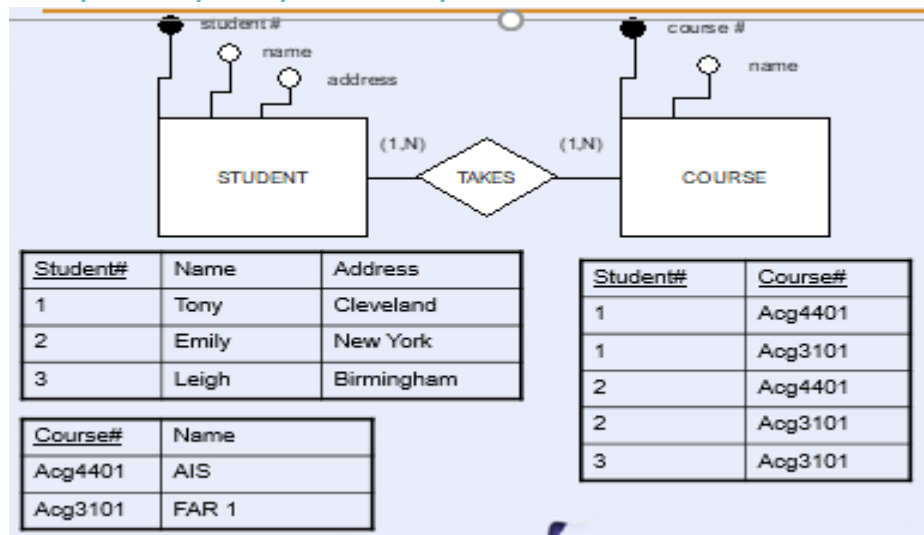 student #
name
address
course #
name
(1,N)
(1,N)
STUDENT
TAKES
COURSE
Student# Name Address
1 Tony Cleveland
2 Emily New York
3 Leigh Birmingham
Course# Name
Acg4401 AIS
Acg3101 FAR 1
Student# Course#
1 Acg4401
1 Acg3101
2 Acg4401
2 Acg3101
3 Acg3101